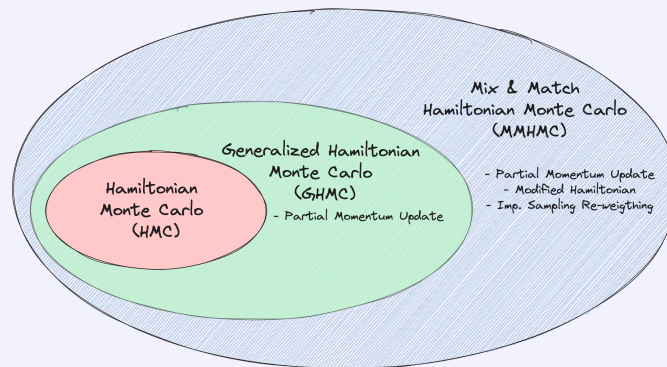 Mix & Match
Hamiltonian Monte Carlo
(MMHMC)
- Partial Momentum Update
- Modified Hamiltonian
- Imp. Sampling Re-weigthing
Generalized Hamiltonian
Monte Carlo
(GHMC)
- Partial Momentum Update
Hamiltonian
Monte Carlo
(HMC)